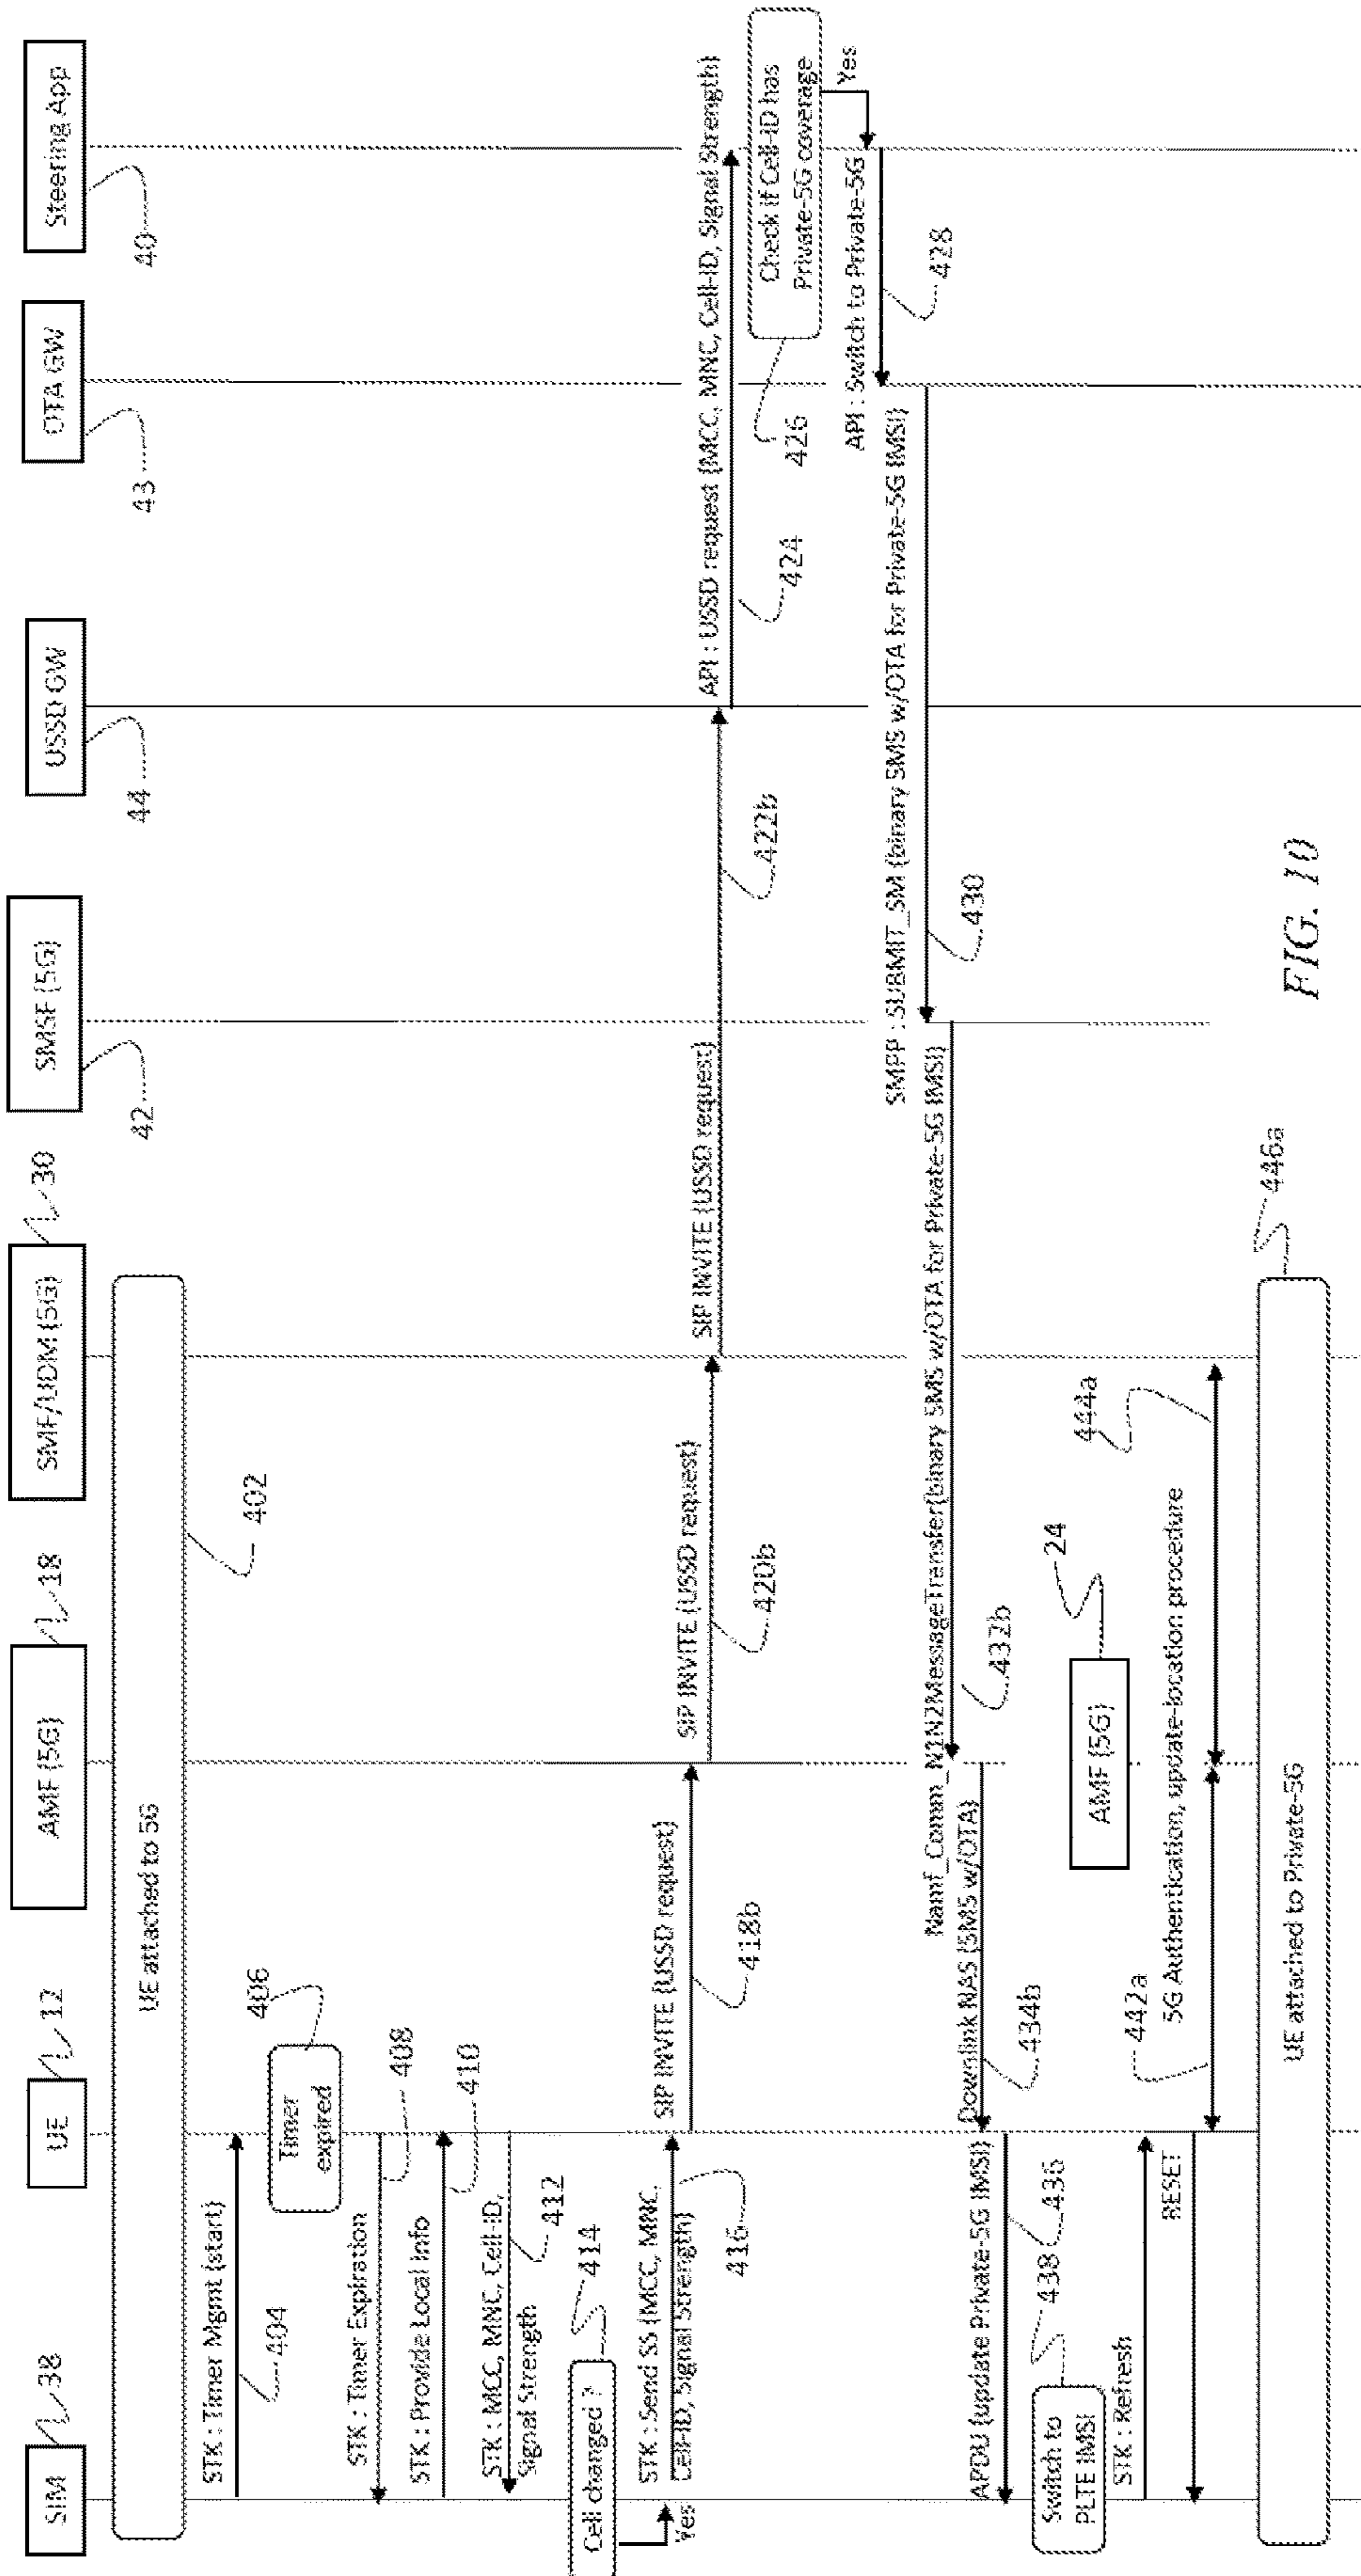 SIM
38
UE
12
AMF (5G)
18
SMF/UDM (5G)
30
SMSF (5G)
42
USSD GW
44
OTA GW
43
Steering App
40
UE attached to 5G
402
STK : Timer Mgmt (start)
404
Timer
expired
406
STK : Timer Expiration
408
STK : Provide Local Info
410
STK : MCC, MNC, Cell-ID,
Signal Strength
412
Cell changed ?
414
Yes
STK : Send SS (MCC, MNC,
Cell-ID, Signal Strength)
416
SIP INVITE (USSD request)
418b
SIP INVITE (USSD request)
420b
SIP INVITE (USSD request)
422b
API : USSD request (MCC, MNC, Cell-ID, Signal Strength)
424
Check if Cell-ID has
Private-5G coverage
426
Yes
API : Switch to Private-5G
428
SMPP : SUBMIT_SM (binary SMS w/OTA for Private-5G IMSI)
430
Namf_Comm_N1N2MessageTransfer(binary SMS w/OTA for Private-5G IMSI)
432b
Downlink NAS (SMS w/OTA)
434b
APDU (update Private-5G IMSI)
436
Switch to
PLTE IMSI
438
STK : Refresh
RESET
AMF (5G)
24
442a
5G Authentication, update-location procedure
444a
UE attached to Private-5G
446a
FIG. 10